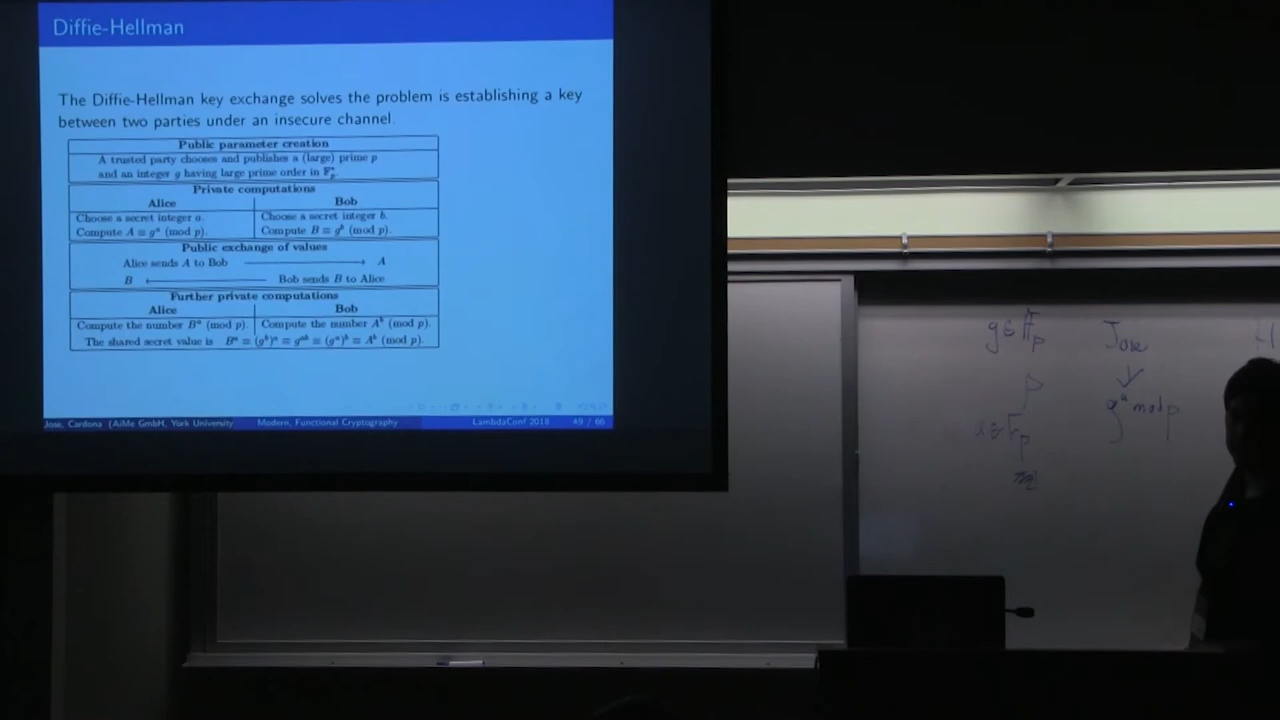 Diffie-Hellman
The Diffie-Hellman key exchange solves the problem is establishing a key
between two parties under an insecure channel.
Public parameter creation
A trusted party chooses and publishes a (large) prime p
and an integer g having large prime order in F*p.
Private computations
Alice Bob
Choose a secret integer a. Choose a secret integer b.
Compute A ≡ g^a (mod p). Compute B ≡ g^b (mod p).
Public exchange of values
Alice sends A to Bob ⟶ A
B ⟵ Bob sends B to Alice
Further private computations
Alice Bob
Compute the number B^a (mod p). Compute the number A^b (mod p).
The shared secret value is B^a ≡ (g^b)^a ≡ g^ab ≡ (g^a)^b ≡ A^b (mod p).
Jose, Cardona (AiMe GmbH, York University Modern, Functional Cryptography LambdaConf 2018 49 / 66
g ∈ Fp Jose
p ↓
g^a mod p